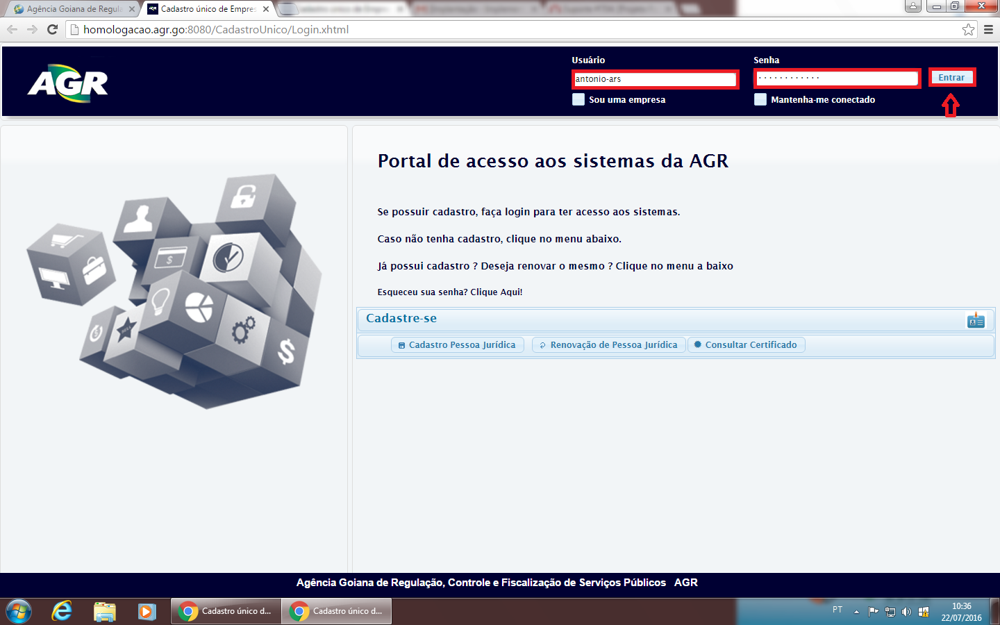 Agência Goiana de Regula
Cadastro único de Empres
homologacao.agr.go:8080/CadastroUnico/Login.xhtml
AGR
Usuário
Senha
antonio-ars
Entrar
Sou uma empresa
Mantenha-me conectado
Portal de acesso aos sistemas da AGR
Se possuir cadastro, faça login para ter acesso aos sistemas.
Caso não tenha cadastro, clique no menu abaixo.
Já possui cadastro ? Deseja renovar o mesmo ? Clique no menu a baixo
Esqueceu sua senha? Clique Aqui!
Cadastre-se
Cadastro Pessoa Jurídica
Renovação de Pessoa Jurídica
Consultar Certificado
Agência Goiana de Regulação, Controle e Fiscalização de Serviços Públicos AGR
Cadastro único d...
Cadastro único d...
PT
10:36
22/07/2016